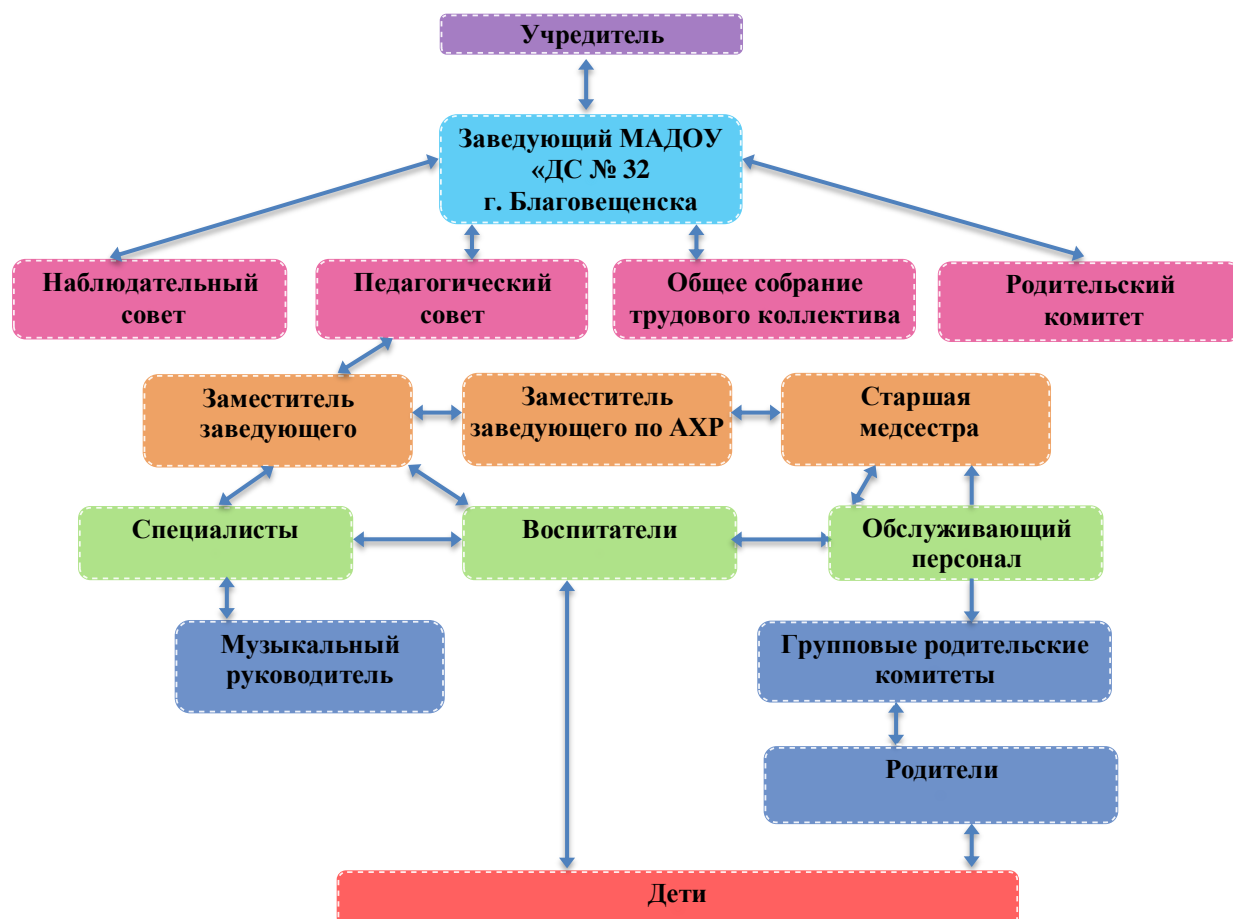 Учредитель
Заведующий МАДОУ
«ДС № 32
г. Благовещенска
Наблюдательный
совет
Педагогический
совет
Общее собрание
трудового коллектива
Родительский
комитет
Заместитель
заведующего
Заместитель
заведующего по АХР
Старшая
медсестра
Специалисты
Воспитатели
Обслуживающий
персонал
Музыкальный
руководитель
Групповые родительские
комитеты
Родители
Дети